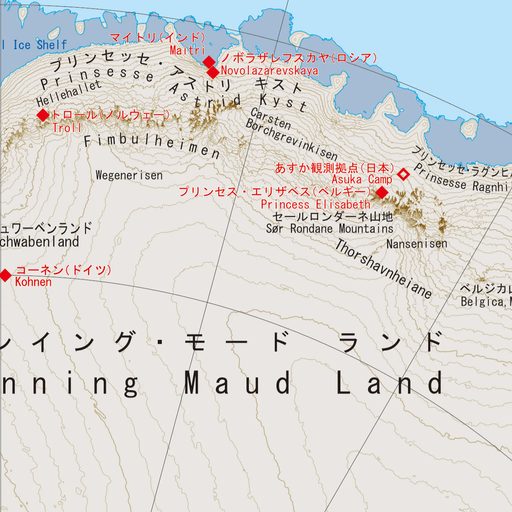 マイトリ(インド)
Maitri
l Ice Shelf
ノボラザレフスカヤ(ロシア)
Novolazarevskaya
プリンセッセ・アストリ キスト
Prinsesse Astrid Kyst
Hellehallet
トロール(ノルウェー)
Troll
Carsten
Borchgrevinkisen
Fimbulheimen
プリンセッセ・ラグンヒ
Prinsesse Ragnhi
あすか観測拠点(日本)
Asuka Camp
Wegenerisen
プリンセス・エリザベス(ベルギー)
Princess Elisabeth
セールロンダーネ山地
Sør Rondane Mountains
ュワーベンランド
chwabenland
Nansenisen
Thorshavnheiane
コーネン(ドイツ)
Kohnen
ベルジカ
Belgica
ンイング・モード ランド
nning Maud Land